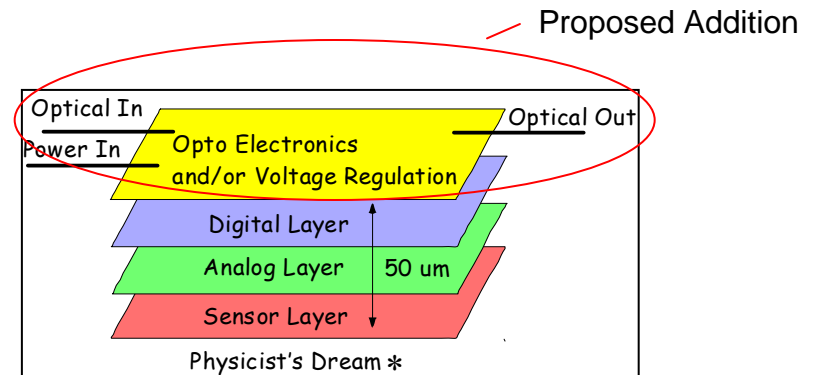 Proposed Addition
Optical In
Optical Out
Power In
Opto Electronics
and/or Voltage Regulation
Digital Layer
Analog Layer
50 um
Sensor Layer
Physicist's Dream *